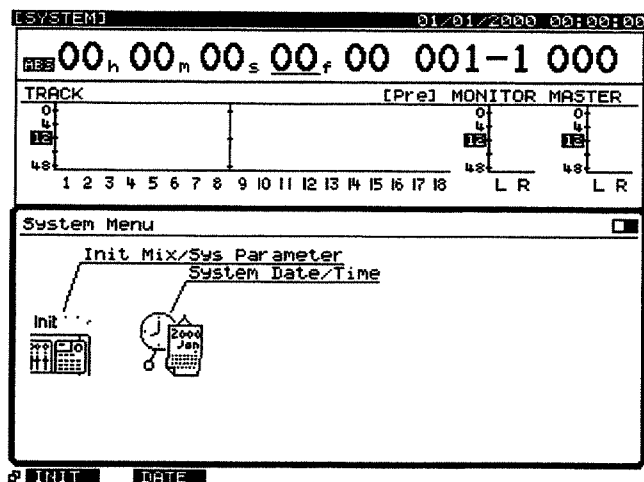 [SYSTEM] 01/01/2000 00:00:00
ABS 00h 00m 00s 00f 00 001-1 000
TRACK [Pre] MONITOR MASTER
0 0 0
4 4 4
12 12 12
48 48 48
1 2 3 4 5 6 7 8 9 10 11 12 13 14 15 16 17 18 L R L R
System Menu
Init Mix/Sys Parameter
System Date/Time
Init
2000
Jan
INIT DATE